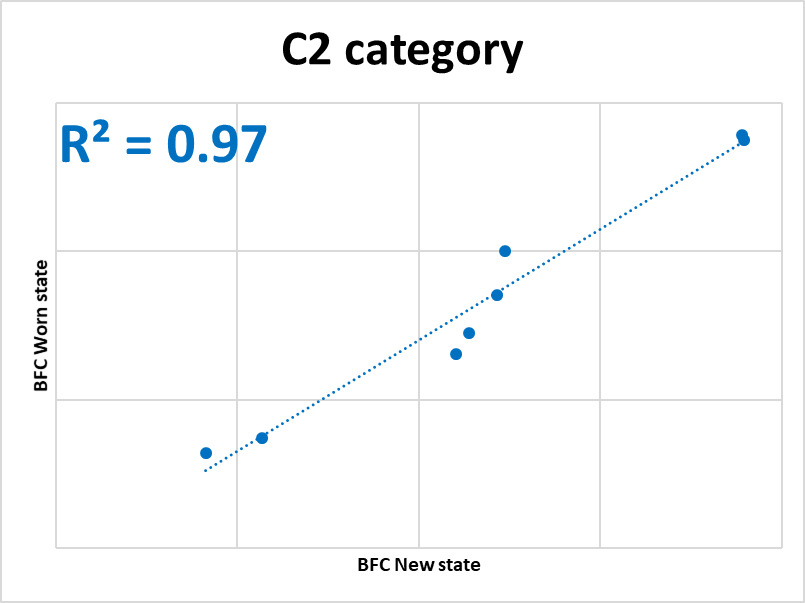 C2 category
R² = 0.97
BFC Worn state
BFC New state